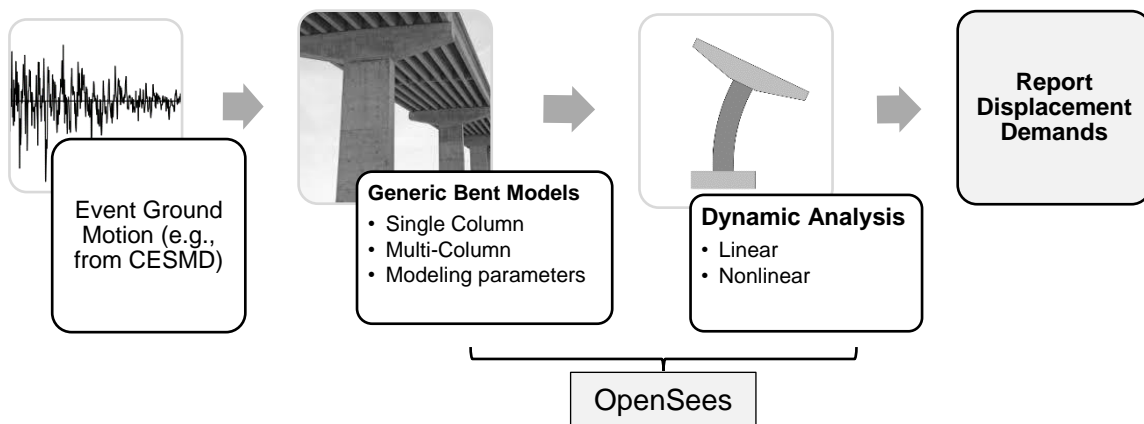 Event Ground
Motion (e.g.,
from CESMD)
Generic Bent Models
• Single Column
• Multi-Column
• Modeling parameters
Dynamic Analysis
• Linear
• Nonlinear
Report
Displacement
Demands
OpenSees